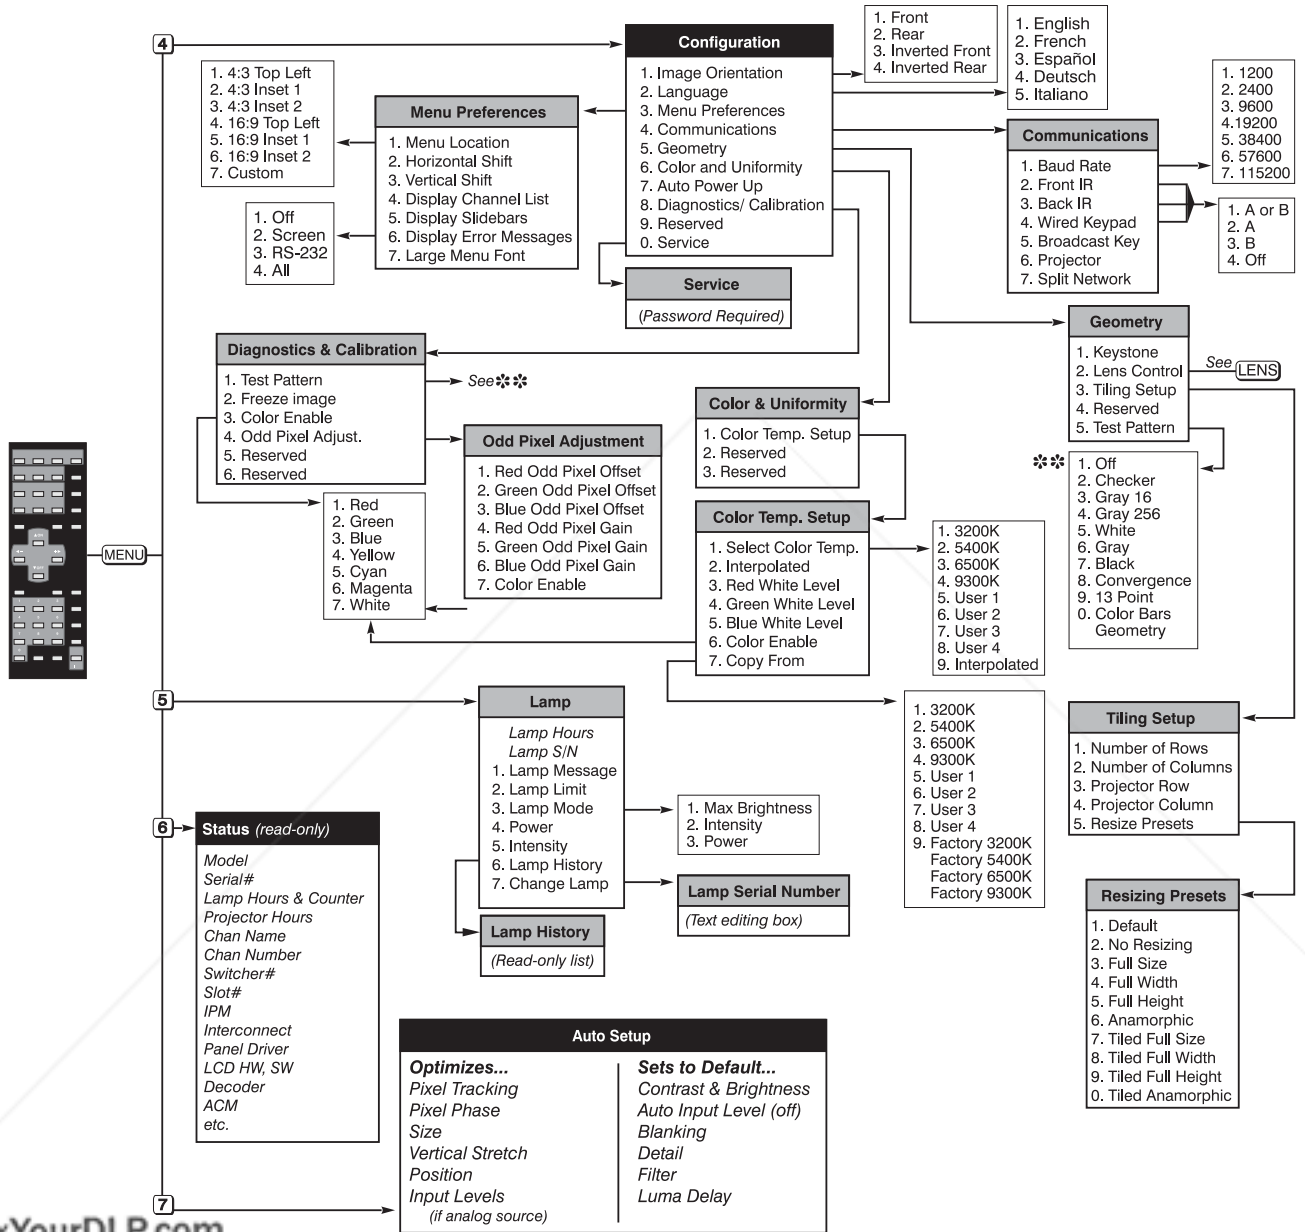 4
Configuration
1. Image Orientation
2. Language
3. Menu Preferences
4. Communications
5. Geometry
6. Color and Uniformity
7. Auto Power Up
8. Diagnostics/ Calibration
9. Reserved
0. Service
1. Front
2. Rear
3. Inverted Front
4. Inverted Rear
1. English
2. French
3. Español
4. Deutsch
5. Italiano
1. 4:3 Top Left
2. 4:3 Inset 1
3. 4:3 Inset 2
4. 16:9 Top Left
5. 16:9 Inset 1
6. 16:9 Inset 2
7. Custom
Menu Preferences
1. Menu Location
2. Horizontal Shift
3. Vertical Shift
4. Display Channel List
5. Display Slidebars
6. Display Error Messages
7. Large Menu Font
1. Off
2. Screen
3. RS-232
4. All
Communications
1. Baud Rate
2. Front IR
3. Back IR
4. Wired Keypad
5. Broadcast Key
6. Projector
7. Split Network
1. 1200
2. 2400
3. 9600
4.19200
5. 38400
6. 57600
7. 115200
1. A or B
2. A
3. B
4. Off
Service
(Password Required)
Geometry
1. Keystone
2. Lens Control
3. Tiling Setup
4. Reserved
5. Test Pattern
See
LENS
Diagnostics & Calibration
1. Test Pattern
2. Freeze image
3. Color Enable
4. Odd Pixel Adjust.
5. Reserved
6. Reserved
See✽✽
Odd Pixel Adjustment
1. Red Odd Pixel Offset
2. Green Odd Pixel Offset
3. Blue Odd Pixel Offset
4. Red Odd Pixel Gain
5. Green Odd Pixel Gain
6. Blue Odd Pixel Gain
7. Color Enable
1. Red
2. Green
3. Blue
4. Yellow
5. Cyan
6. Magenta
7. White
Color & Uniformity
1. Color Temp. Setup
2. Reserved
3. Reserved
✽✽
1. Off
2. Checker
3. Gray 16
4. Gray 256
5. White
6. Gray
7. Black
8. Convergence
9. 13 Point
0. Color Bars
Geometry
Color Temp. Setup
1. Select Color Temp.
2. Interpolated
3. Red White Level
4. Green White Level
5. Blue White Level
6. Color Enable
7. Copy From
1. 3200K
2. 5400K
3. 6500K
4. 9300K
5. User 1
6. User 2
7. User 3
8. User 4
9. Interpolated
MENU
5
Lamp
Lamp Hours
Lamp S/N
1. Lamp Message
2. Lamp Limit
3. Lamp Mode
4. Power
5. Intensity
6. Lamp History
7. Change Lamp
1. Max Brightness
2. Intensity
3. Power
Lamp Serial Number
(Text editing box)
Lamp History
(Read-only list)
1. 3200K
2. 5400K
3. 6500K
4. 9300K
5. User 1
6. User 2
7. User 3
8. User 4
9. Factory 3200K
Factory 5400K
Factory 6500K
Factory 9300K
Tiling Setup
1. Number of Rows
2. Number of Columns
3. Projector Row
4. Projector Column
5. Resize Presets
Resizing Presets
1. Default
2. No Resizing
3. Full Size
4. Full Width
5. Full Height
6. Anamorphic
7. Tiled Full Size
8. Tiled Full Width
9. Tiled Full Height
0. Tiled Anamorphic
6
Status (read-only)
Model
Serial#
Lamp Hours & Counter
Projector Hours
Chan Name
Chan Number
Switcher#
Slot#
IPM
Interconnect
Panel Driver
LCD HW, SW
Decoder
ACM
etc.
7
Auto Setup
Optimizes...
Pixel Tracking
Pixel Phase
Size
Vertical Stretch
Position
Input Levels
(if analog source)
Sets to Default...
Contrast & Brightness
Auto Input Level (off)
Blanking
Detail
Filter
Luma Delay
YourDLP.com